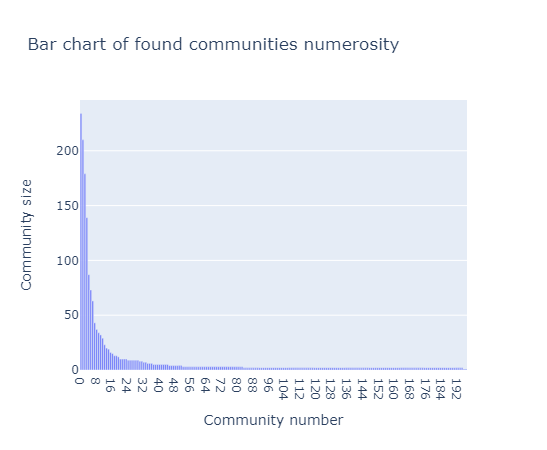 Bar chart of found communities numerosity
Community size
200
150
100
50
0
0 8 16 24 32 40 48 56 64 72 80 88 96 104 112 120 128 136 144 152 160 168 176 184 192
Community number